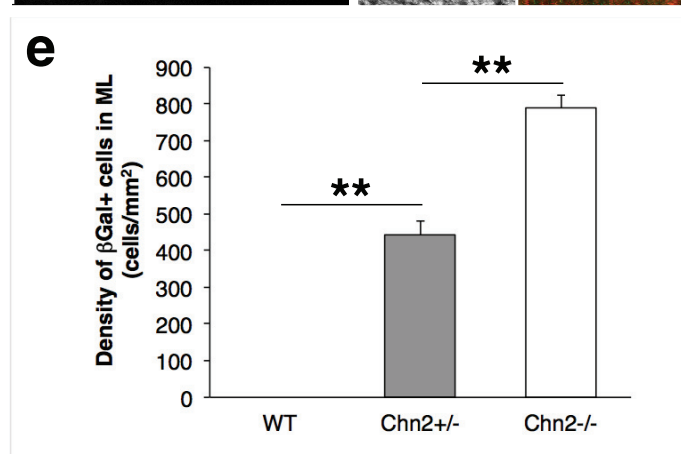 e
Density of βGal+ cells in ML
(cells/mm²)
900
800
700
600
500
400
300
200
100
0
**
**
WT
Chn2+/-
Chn2-/-